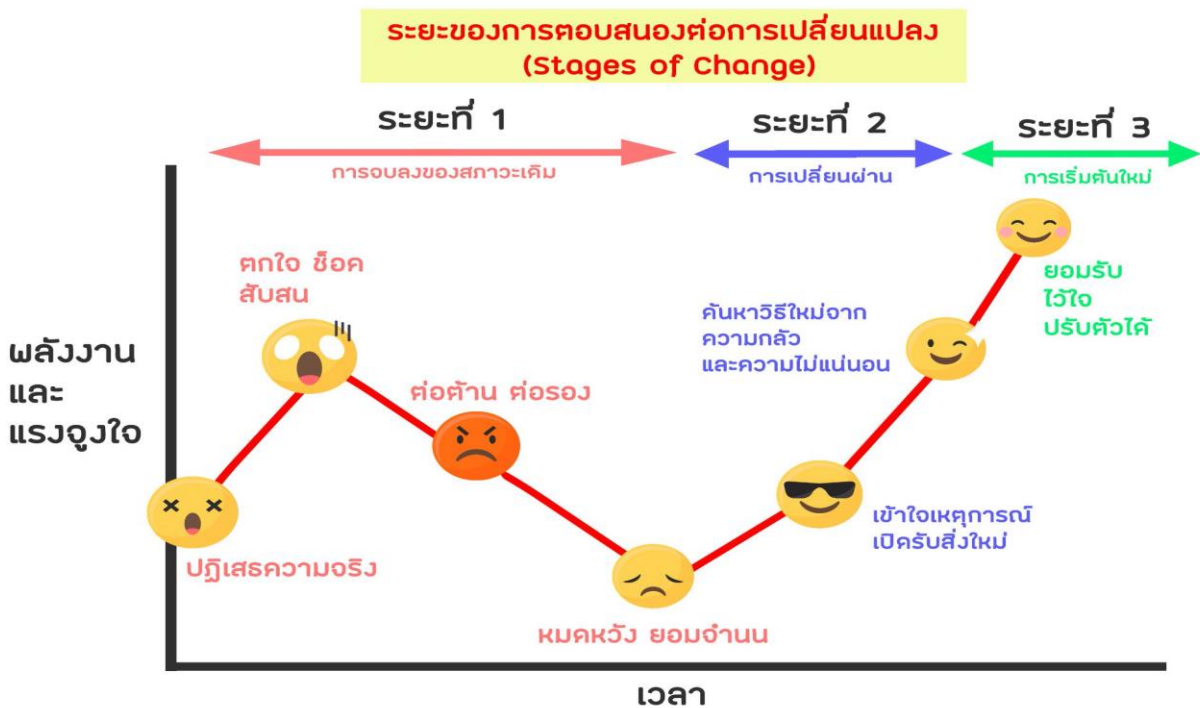 ระยะของการตอบสนองต่อการเปลี่ยนแปลง
(Stages of Change)
ระยะที่ 1
ระยะที่ 2
ระยะที่ 3
การจบลงของสภาวะเดิม
การเปลี่ยนผ่าน
การเริ่มต้นใหม่
ตกใจ ช็อค
สับสน
ยอมรับ
ไว้ใจ
ปรับตัวได้
ค้นหาวิธีใหม่จาก
ความกลัว
และความไม่แน่นอน
พลังงาน
และ
แรงจูงใจ
ต่อต้าน ต่อรอง
เข้าใจเหตุการณ์
เปิดรับสิ่งใหม่
ปฏิเสธความจริง
หมดหวัง ยอมจำนน
เวลา